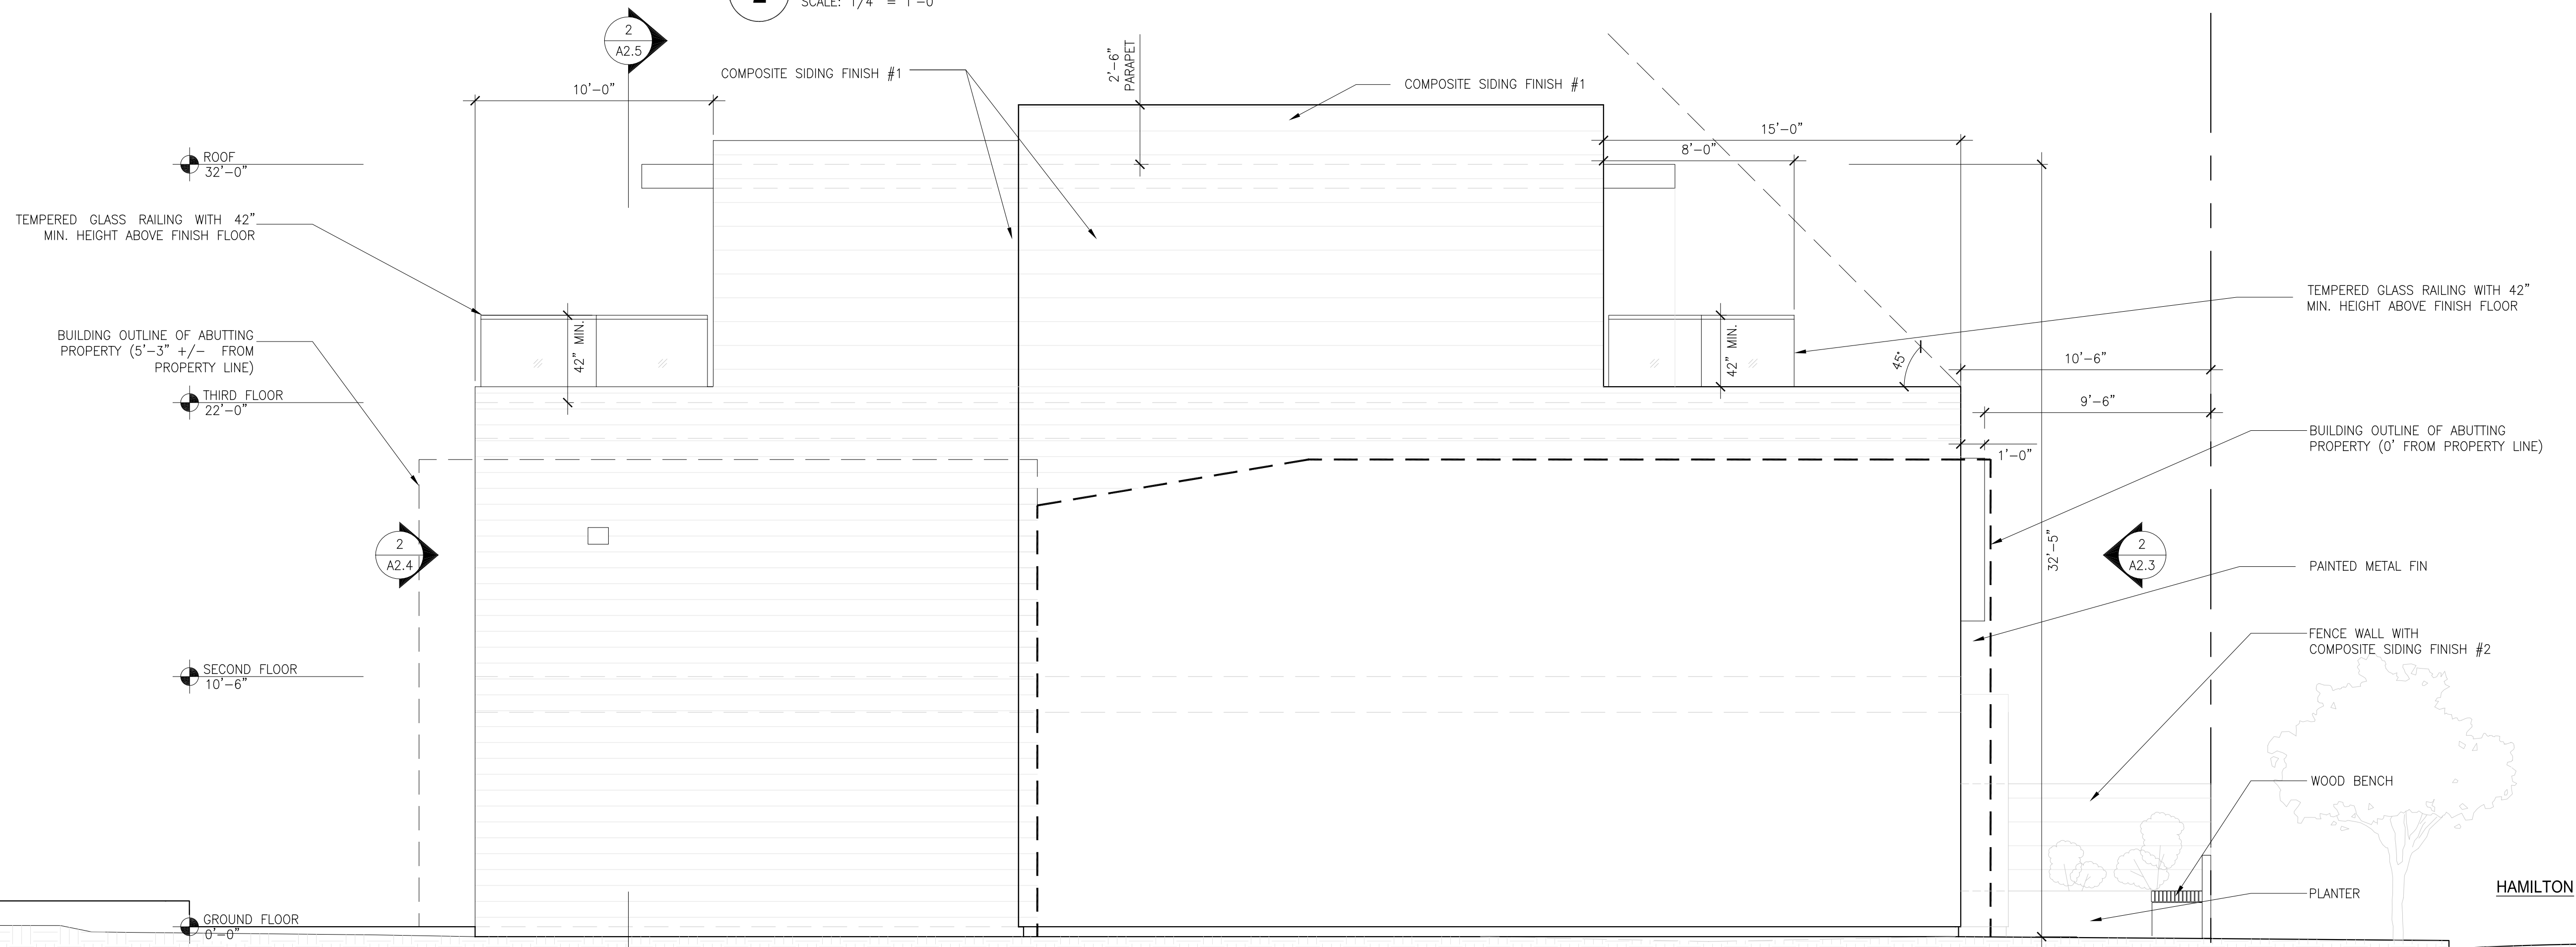 SCALE: 1/4" = 1'-0"
2
A2.5
COMPOSITE SIDING FINISH #1
2'-6"
PARAPET
COMPOSITE SIDING FINISH #1
10'-0"
15'-0"
8'-0"
ROOF
32'-0"
TEMPERED GLASS RAILING WITH 42"
MIN. HEIGHT ABOVE FINISH FLOOR
TEMPERED GLASS RAILING WITH 42"
MIN. HEIGHT ABOVE FINISH FLOOR
BUILDING OUTLINE OF ABUTTING
PROPERTY (5'-3" +/- FROM
PROPERTY LINE)
42" MIN.
42" MIN.
45°
10'-6"
THIRD FLOOR
22'-0"
9'-6"
BUILDING OUTLINE OF ABUTTING
PROPERTY (0' FROM PROPERTY LINE)
1'-0"
2
A2.4
32'-5"
2
A2.3
PAINTED METAL FIN
FENCE WALL WITH
COMPOSITE SIDING FINISH #2
SECOND FLOOR
10'-6"
WOOD BENCH
PLANTER
HAMILTON
GROUND FLOOR
0'-0"